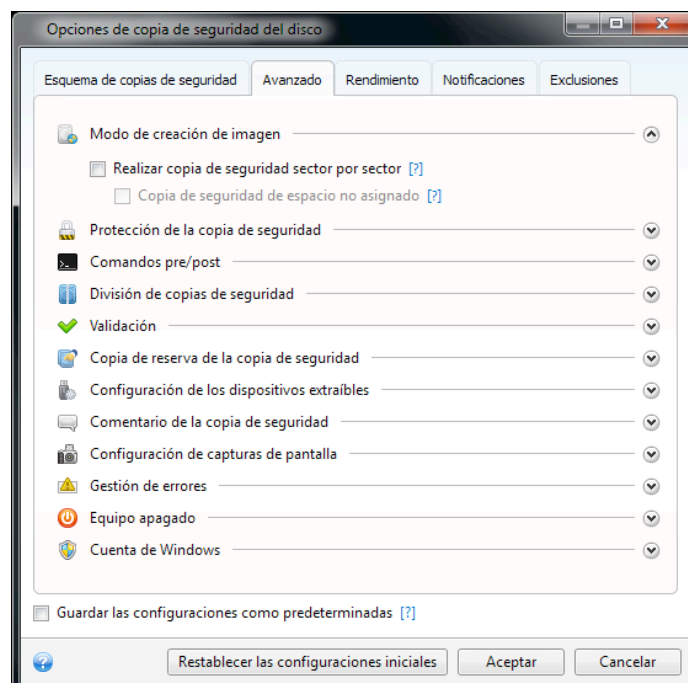 Opciones de copia de seguridad del disco
Esquema de copias de seguridad Avanzado Rendimiento Notificaciones Exclusiones
Modo de creación de imagen
Realizar copia de seguridad sector por sector [?]
Copia de seguridad de espacio no asignado [?]
Protección de la copia de seguridad
Comandos pre/post
División de copias de seguridad
Validación
Copia de reserva de la copia de seguridad
Configuración de los dispositivos extraíbles
Comentario de la copia de seguridad
Configuración de capturas de pantalla
Gestión de errores
Equipo apagado
Cuenta de Windows
Guardar las configuraciones como predeterminadas [?]
Restablecer las configuraciones iniciales Aceptar Cancelar